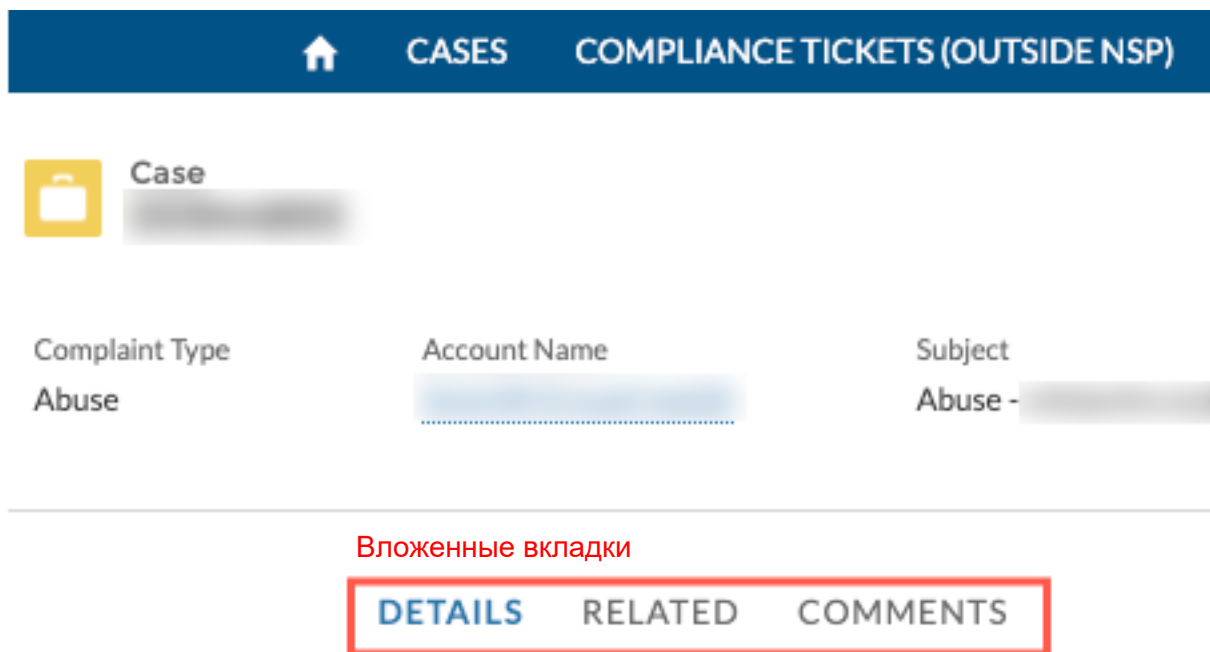 CASES COMPLIANCE TICKETS (OUTSIDE NSP)
Case
Complaint Type Account Name Subject
Abuse Abuse -
Вложенные вкладки
DETAILS RELATED COMMENTS